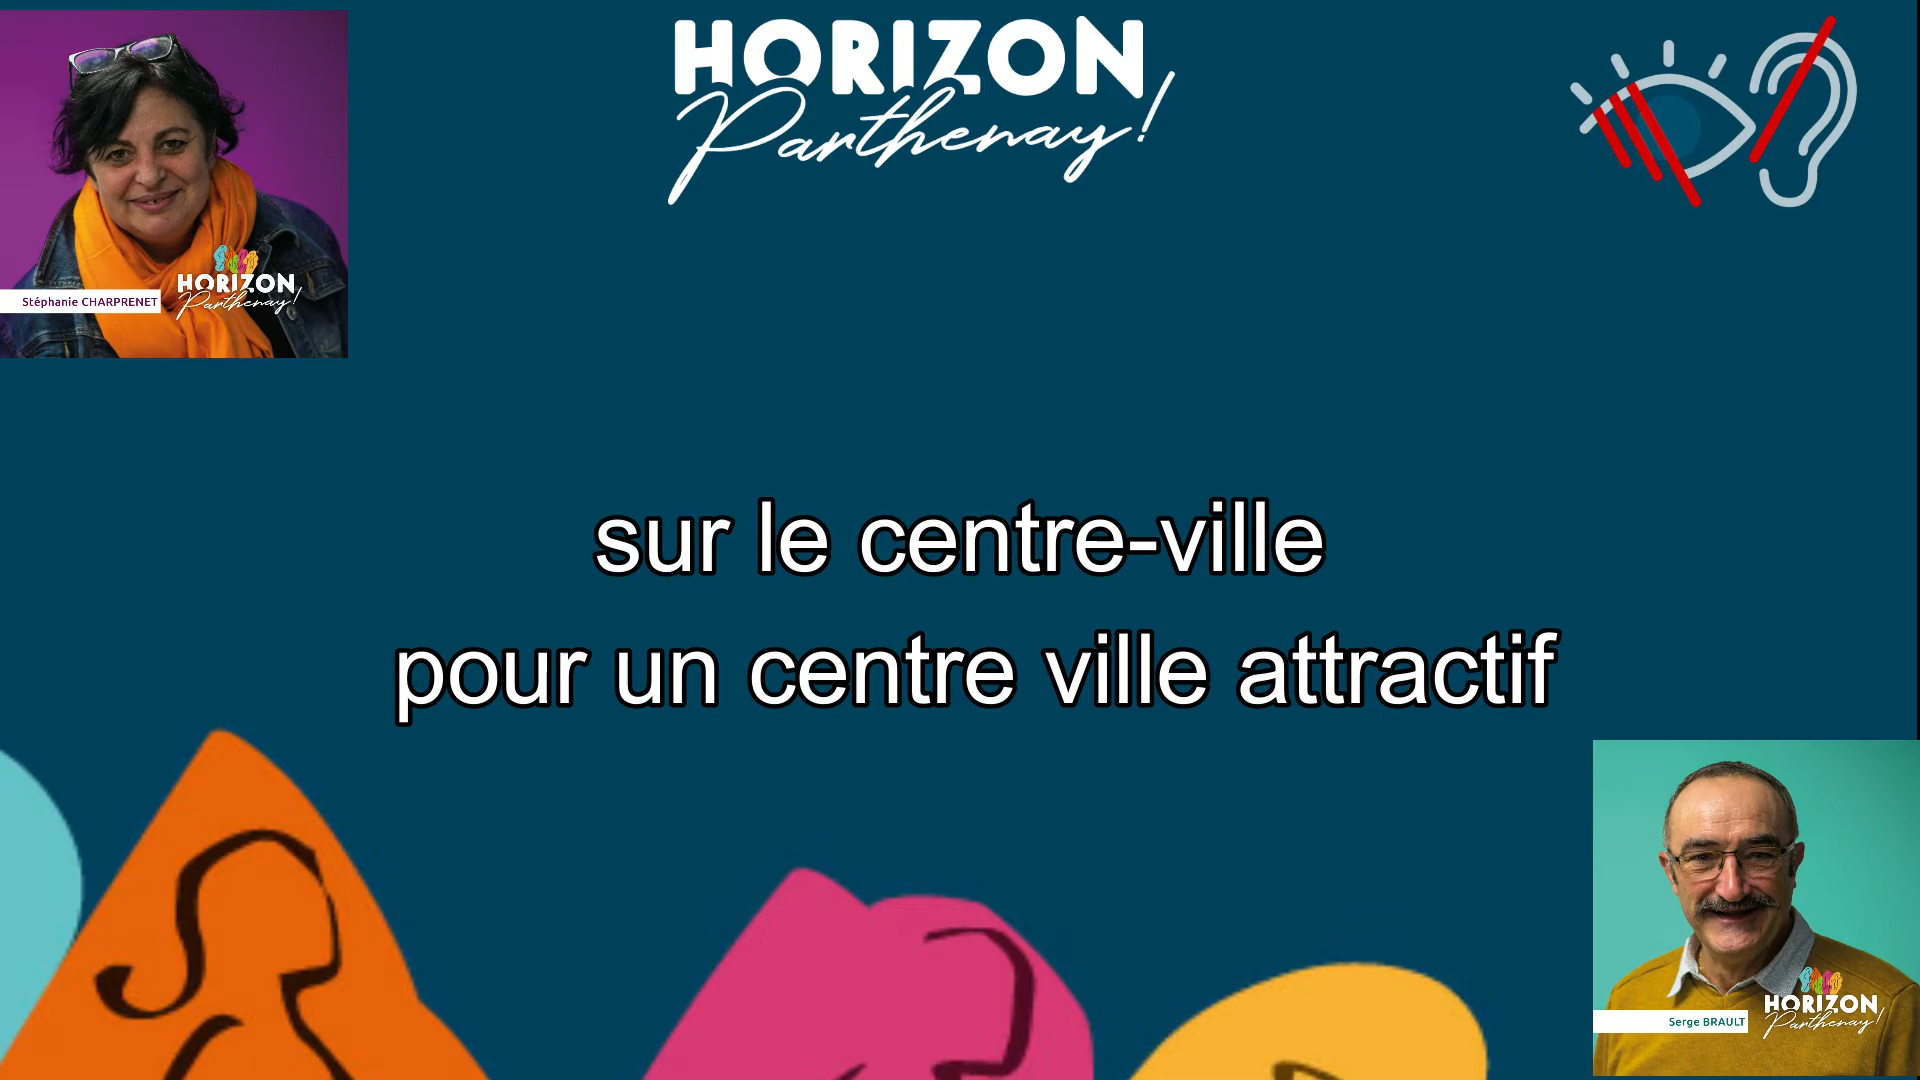 HORIZON
Parthenay!
Stéphanie CHARPRENET
HORIZON
Parthenay!
sur le centre-ville
pour un centre ville attractif
HORIZON
Parthenay!
Serge BRAULT